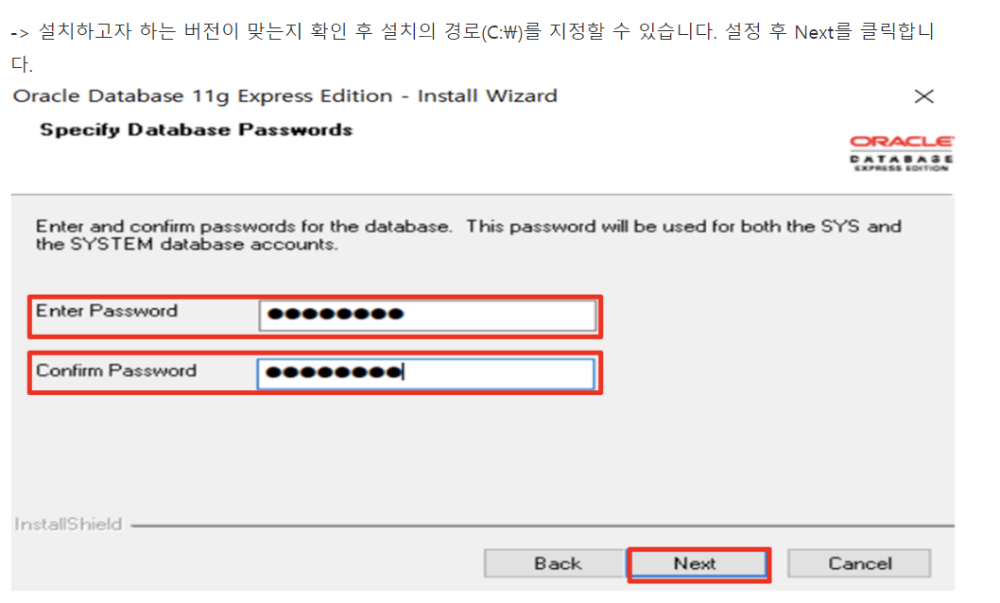 -> 설치하고자 하는 버전이 맞는지 확인 후 설치의 경로(C:₩)를 지정할 수 있습니다. 설정 후 Next를 클릭합니
다.
Oracle Database 11g Express Edition - Install Wizard
Specify Database Passwords
ORACLE
DATABASE
EXPRESS EDITION
Enter and confirm passwords for the database. This password will be used for both the SYS and
the SYSTEM database accounts.
Enter Password ●●●●●●●●
Confirm Password ●●●●●●●●
InstallShield
Back Next Cancel